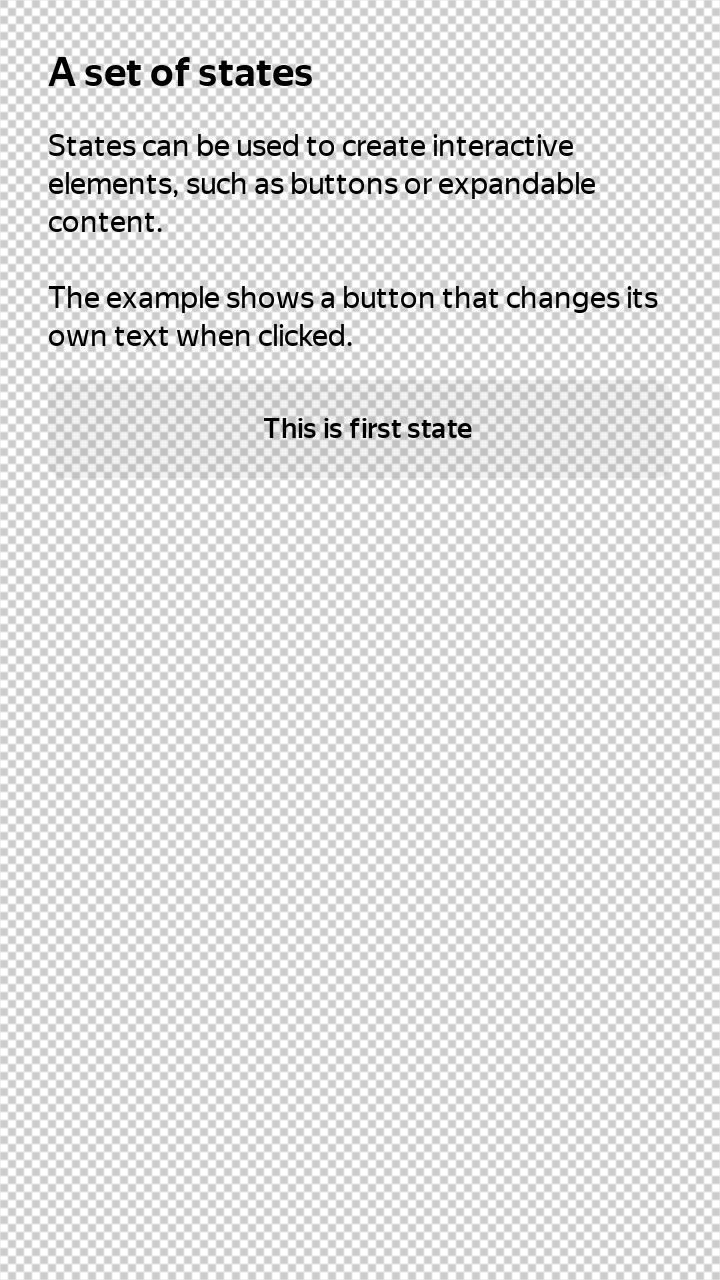 A set of states
States can be used to create interactive
elements, such as buttons or expandable
content.
The example shows a button that changes its
own text when clicked.
This is first state